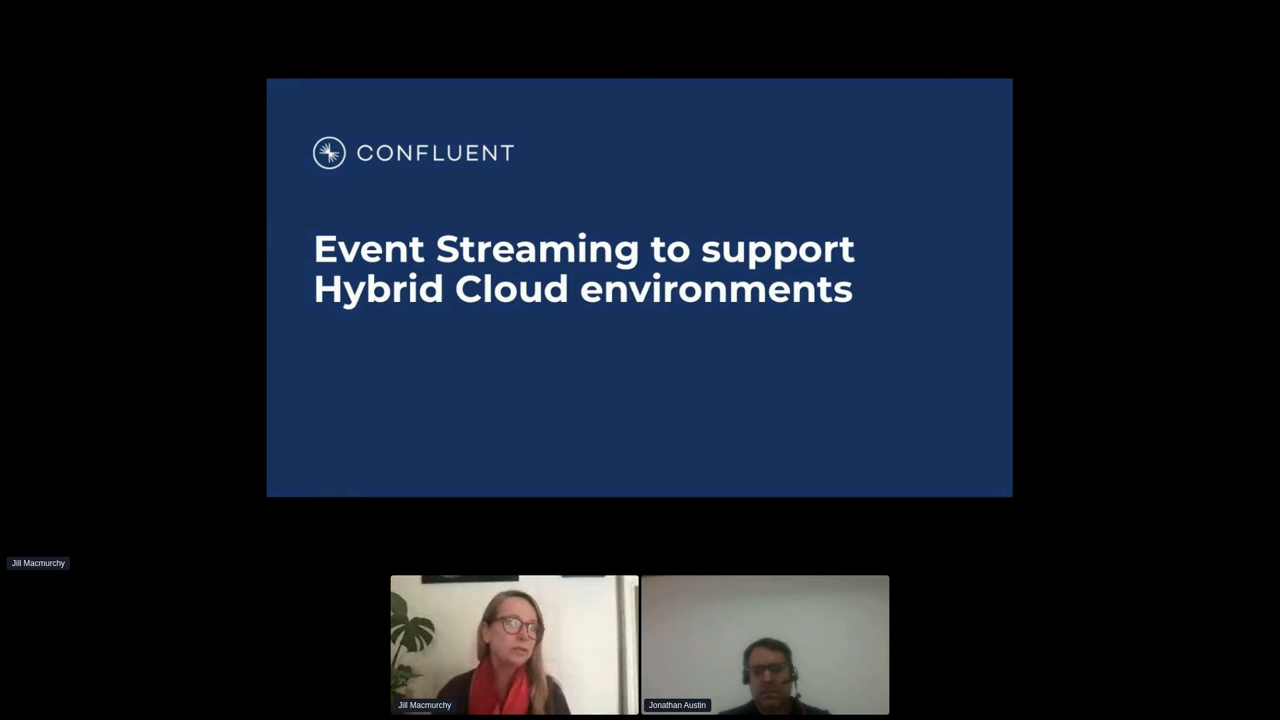 CONFLUENT
Event Streaming to support
Hybrid Cloud environments
Jill Macmurchy
Jill Macmurchy
Jonathan Austin